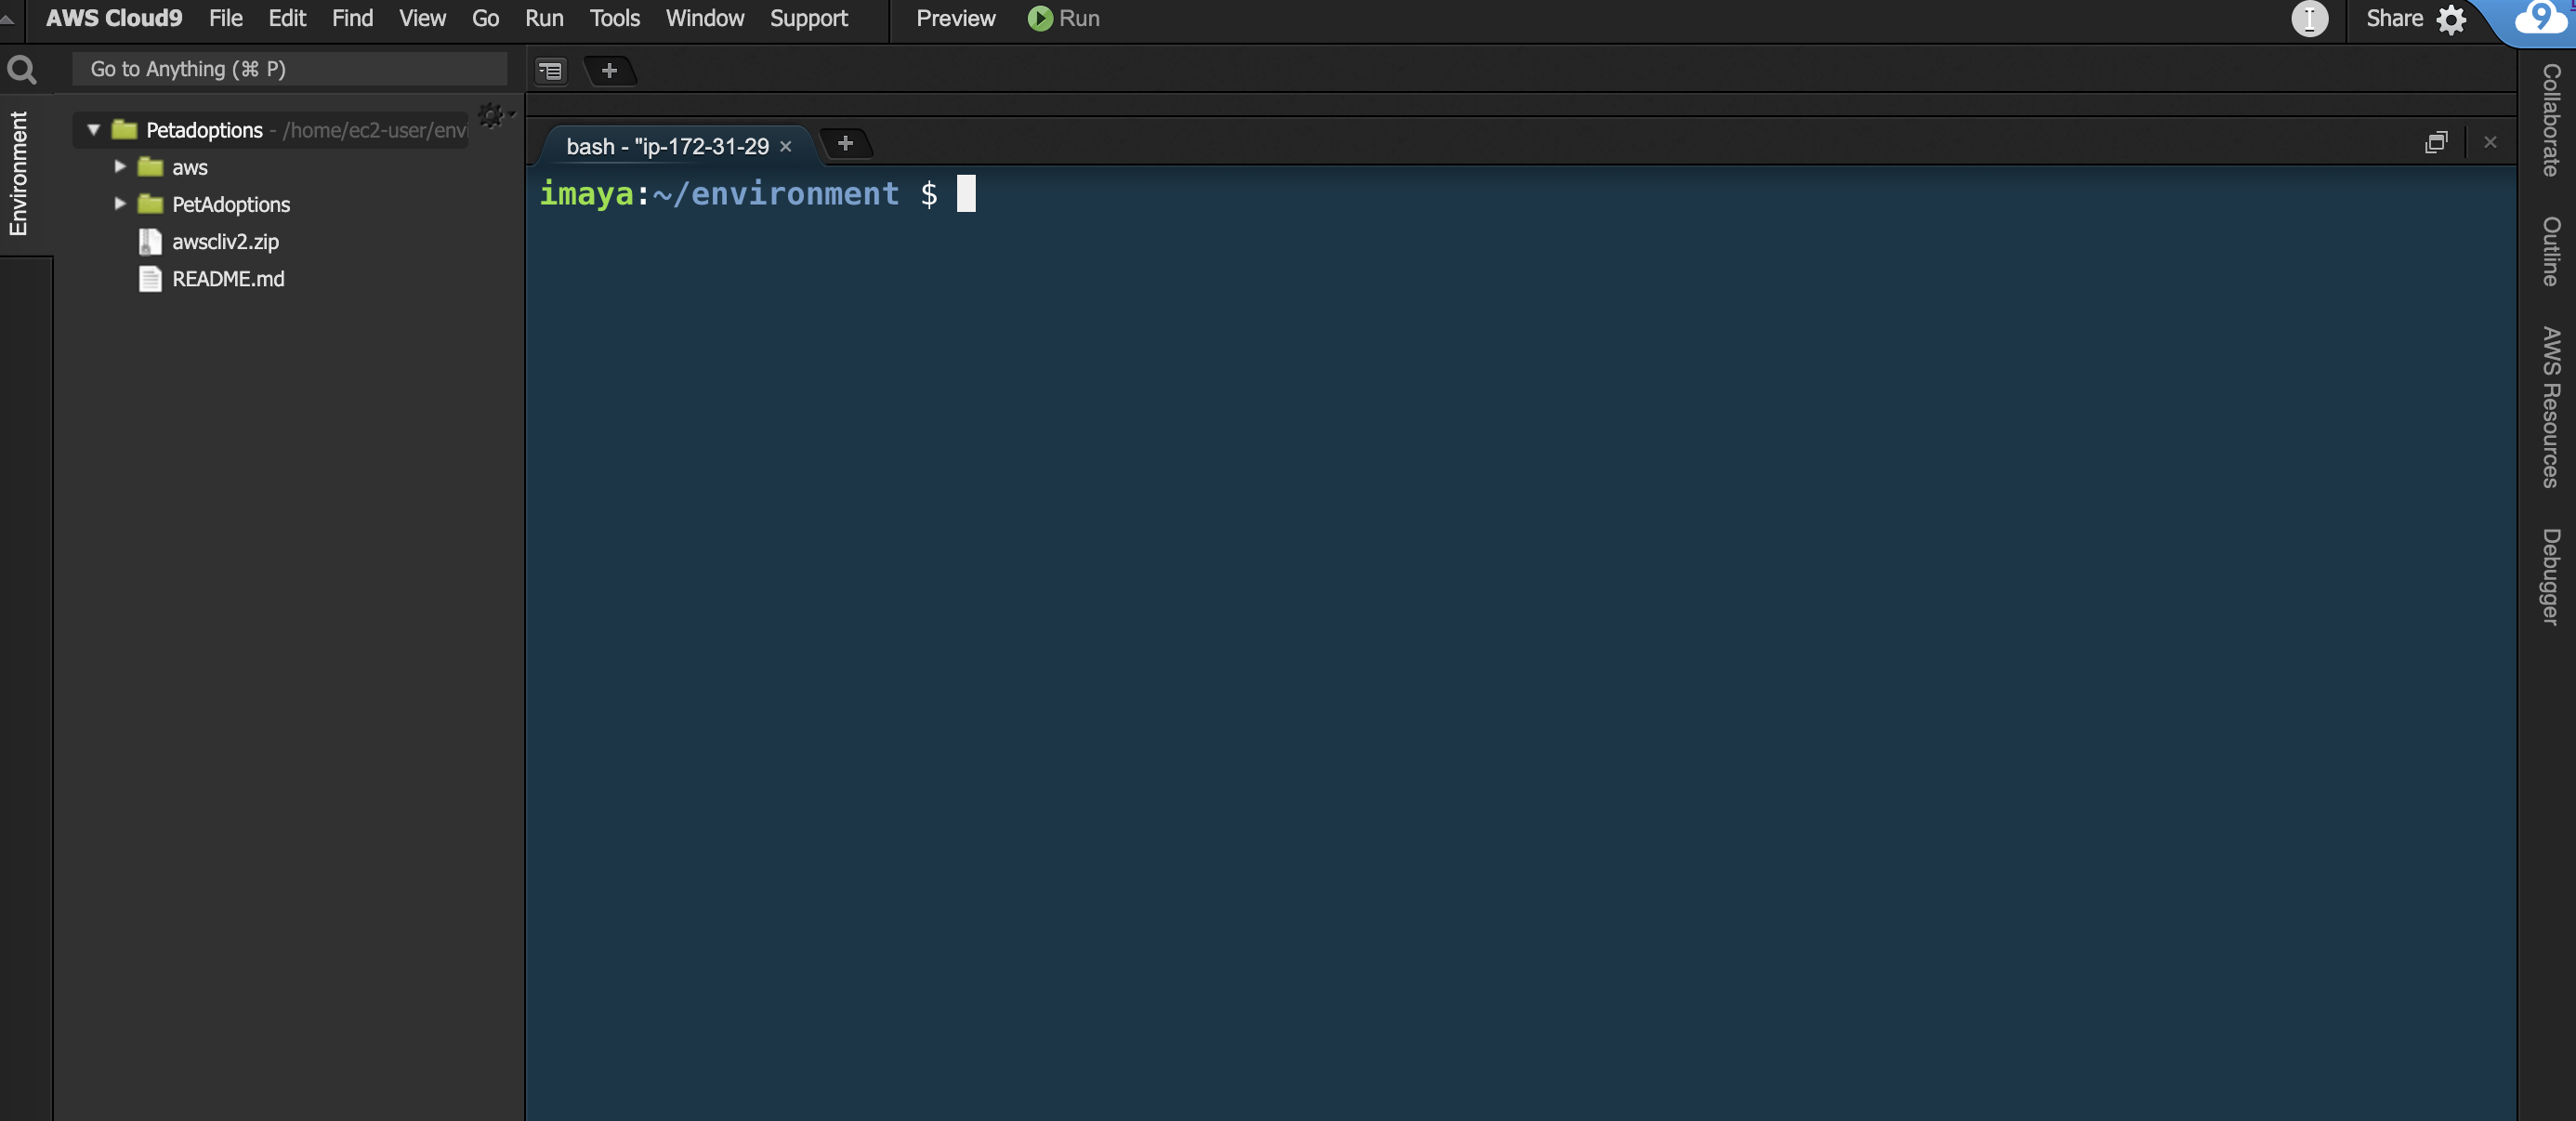 AWS Cloud9 File Edit Find View Go Run Tools Window Support Preview Run Share 9
Go to Anything (⌘ P)
Environment
Petadoptions - /home/ec2-user/envi
aws
PetAdoptions
awscliv2.zip
README.md
bash - "ip-172-31-29
imaya:~/environment $
Collaborate
Outline
AWS Resources
Debugger